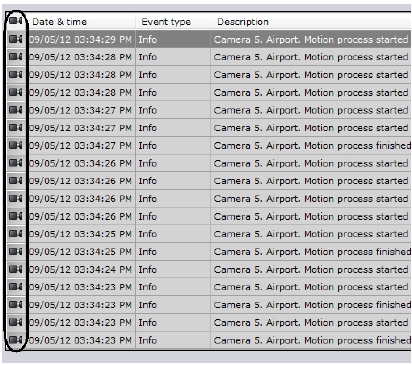 Date & time Event type Description
09/05/12 03:34:29 PM Info Camera 5. Airport. Motion process started
09/05/12 03:34:28 PM Info Camera 5. Airport. Motion process started
09/05/12 03:34:28 PM Info Camera 5. Airport. Motion process started
09/05/12 03:34:28 PM Info Camera 5. Airport. Motion process started
09/05/12 03:34:27 PM Info Camera 5. Airport. Motion process started
09/05/12 03:34:27 PM Info Camera 5. Airport. Motion process started
09/05/12 03:34:27 PM Info Camera 5. Airport. Motion process finished
09/05/12 03:34:26 PM Info Camera 5. Airport. Motion process started
09/05/12 03:34:26 PM Info Camera 5. Airport. Motion process started
09/05/12 03:34:26 PM Info Camera 5. Airport. Motion process started
09/05/12 03:34:26 PM Info Camera 5. Airport. Motion process started
09/05/12 03:34:25 PM Info Camera 5. Airport. Motion process started
09/05/12 03:34:25 PM Info Camera 5. Airport. Motion process finished
09/05/12 03:34:24 PM Info Camera 5. Airport. Motion process started
09/05/12 03:34:23 PM Info Camera 5. Airport. Motion process started
09/05/12 03:34:23 PM Info Camera 5. Airport. Motion process finished
09/05/12 03:34:23 PM Info Camera 5. Airport. Motion process started
09/05/12 03:34:23 PM Info Camera 5. Airport. Motion process finished